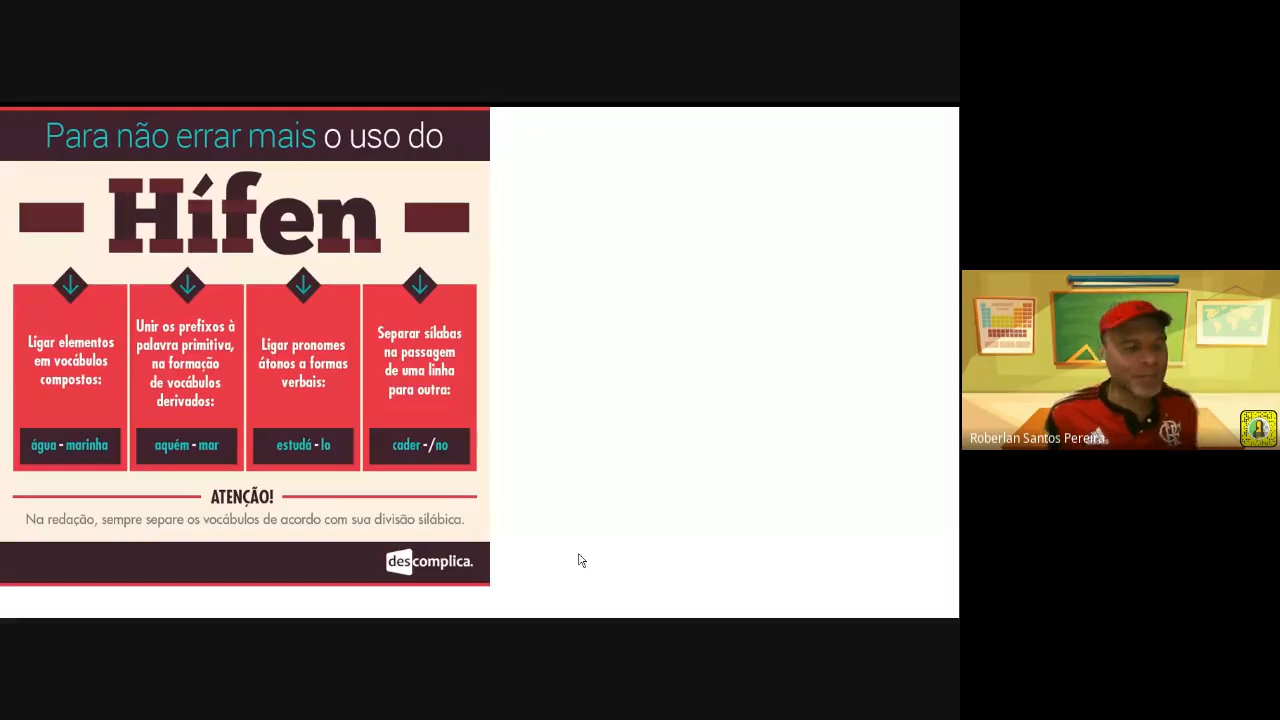 Para não errar mais o uso do
Hífen
Ligar elementos
em vocábulos
compostos:
água - marinha
Unir os prefixos à
palavra primitiva,
na formação
de vocábulos
derivados:
aquém - mar
Ligar pronomes
átonos a formas
verbais:
estudá - lo
Separar sílabas
na passagem
de uma linha
para outra:
cader -/no
ATENÇÃO!
Na redação, sempre separe os vocábulos de acordo com sua divisão silábica.
descomplica.
Roberlan Santos Pereira